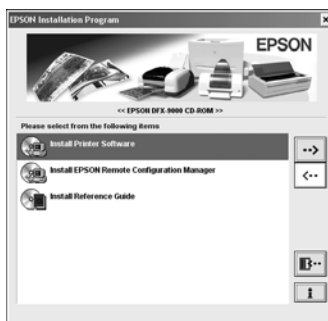 EPSON Installation Program
EPSON
<< EPSON DFX-9000 CD-ROM >>
Please select from the following items
Install Printer Software
Install EPSON Remote Configuration Manager
Install Reference Guide